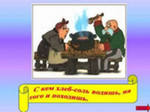 С кем хлеб-соль водишь, на
того и походишь.